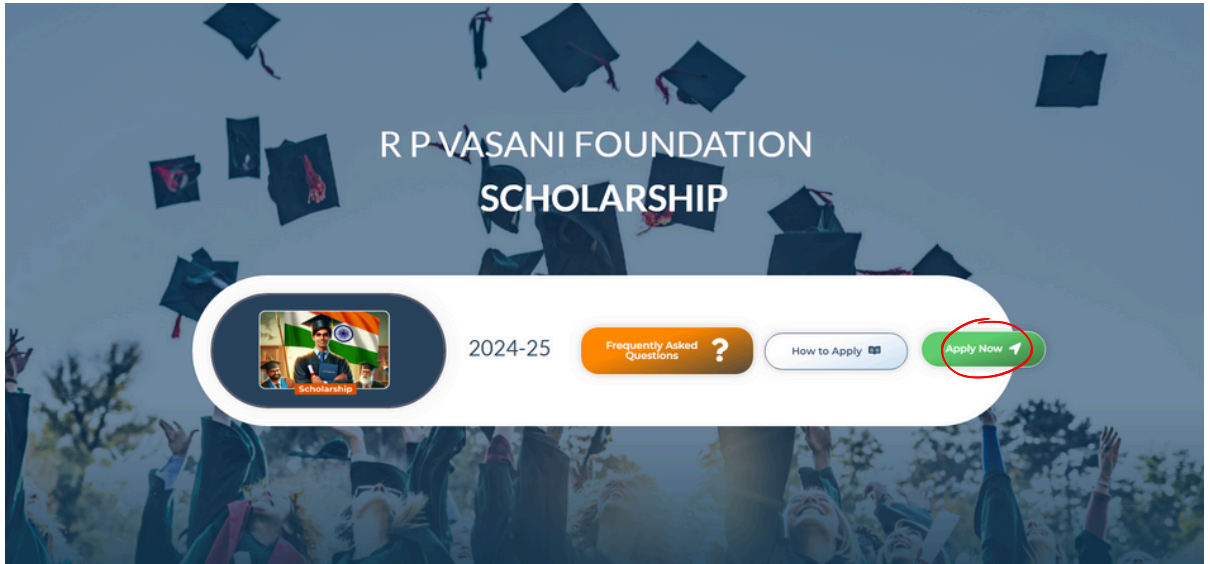 R P VASANI FOUNDATION
SCHOLARSHIP
Scholarship
2024-25
Frequently Asked
Questions ?
How to Apply
Apply Now